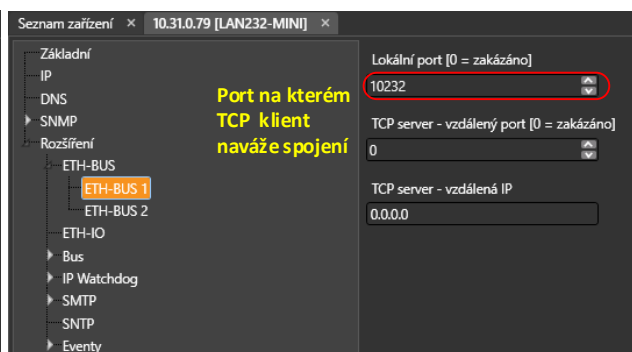 Seznam zařízení × 10.31.0.79 [LAN232-MINI] ×
Základní
IP
DNS
SNMP
Rozšíření
ETH-BUS
ETH-BUS 1
ETH-BUS 2
ETH-IO
Bus
IP Watchdog
SMTP
SNTP
Eventy
Port na kterém
TCP klient
naváže spojení
Lokální port [0 = zakázáno]
10232
TCP server - vzdálený port [0 = zakázáno]
0
TCP server - vzdálená IP
0.0.0.0